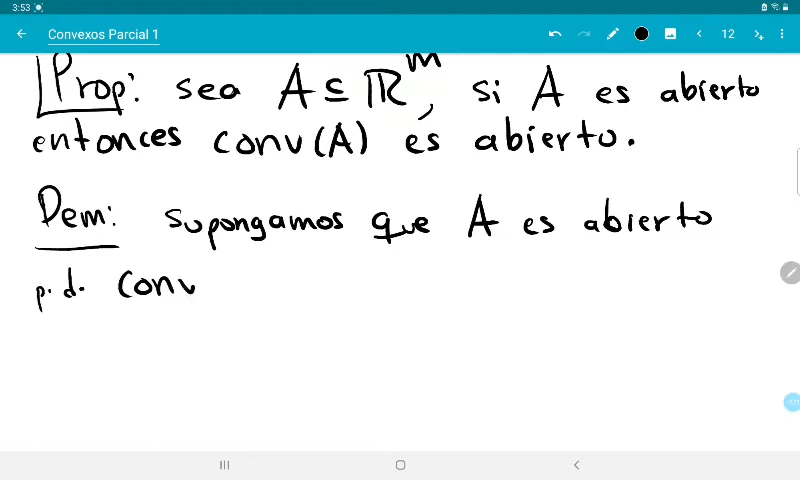 3:53
Convexos Parcial 1
12
Prop: sea A ⊆ ℝ^m, si A es abierto
entonces conv(A) es abierto.
Dem: supongamos que A es abierto
p.d. Conv